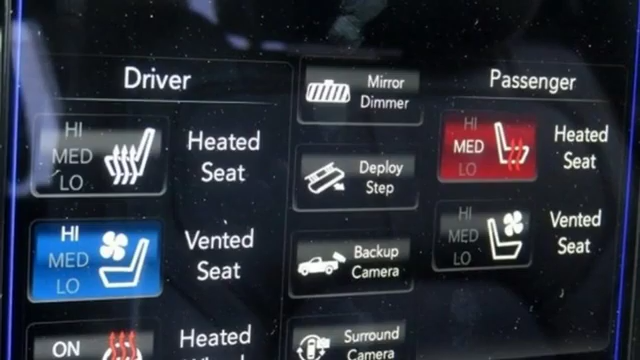 Driver
HI
MED
LO
Heated
Seat
HI
MED
LO
Vented
Seat
ON
Heated
Mirror
Dimmer
Deploy
Step
Backup
Camera
Surround
Camera
Passenger
HI
MED
LO
Heated
Seat
HI
MED
LO
Vented
Seat